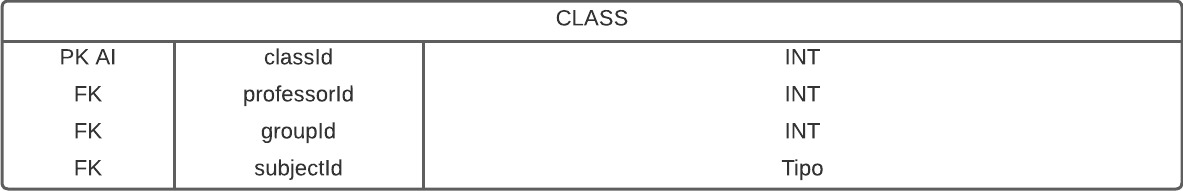 CLASS
PK AI classId INT
FK professorId INT
FK groupId INT
FK subjectId Tipo